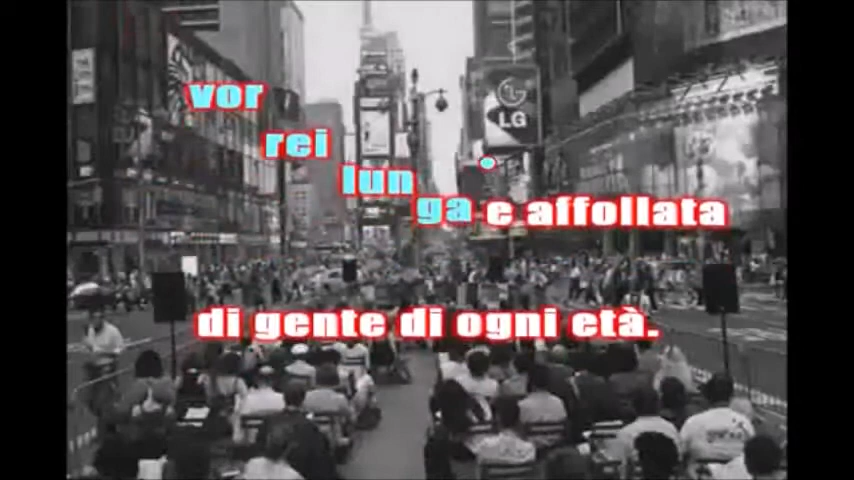 LG
vor
rei
lun
ga e affollata
di gente di ogni età.